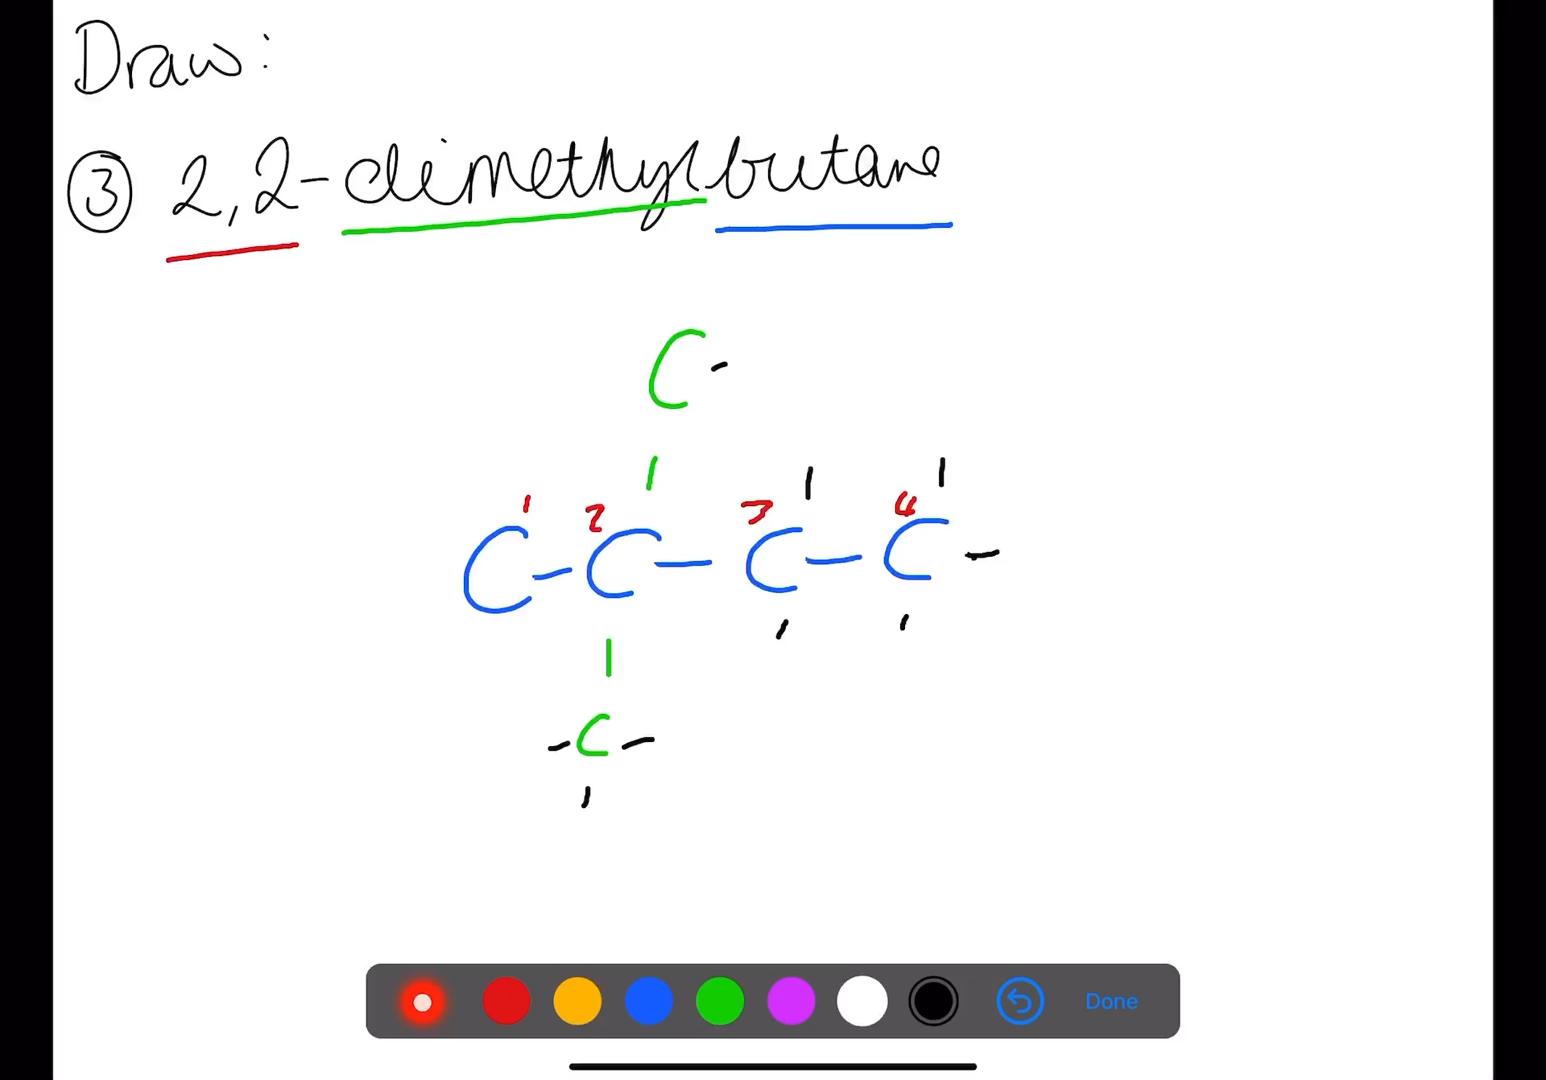 Draw:
③ 2,2-dimethylbutane
C
1 2 3 4
C-C-C-C
C
Done